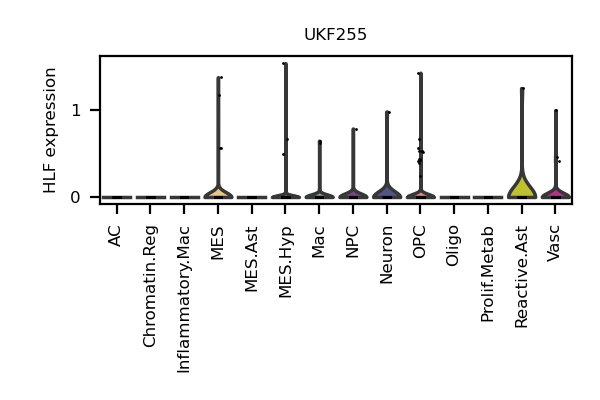 UKF255
HLF expression
1
0
AC
Chromatin.Reg
Inflammatory.Mac
MES
MES.Ast
MES.Hyp
Mac
NPC
Neuron
OPC
Oligo
Prolif.Metab
Reactive.Ast
Vasc